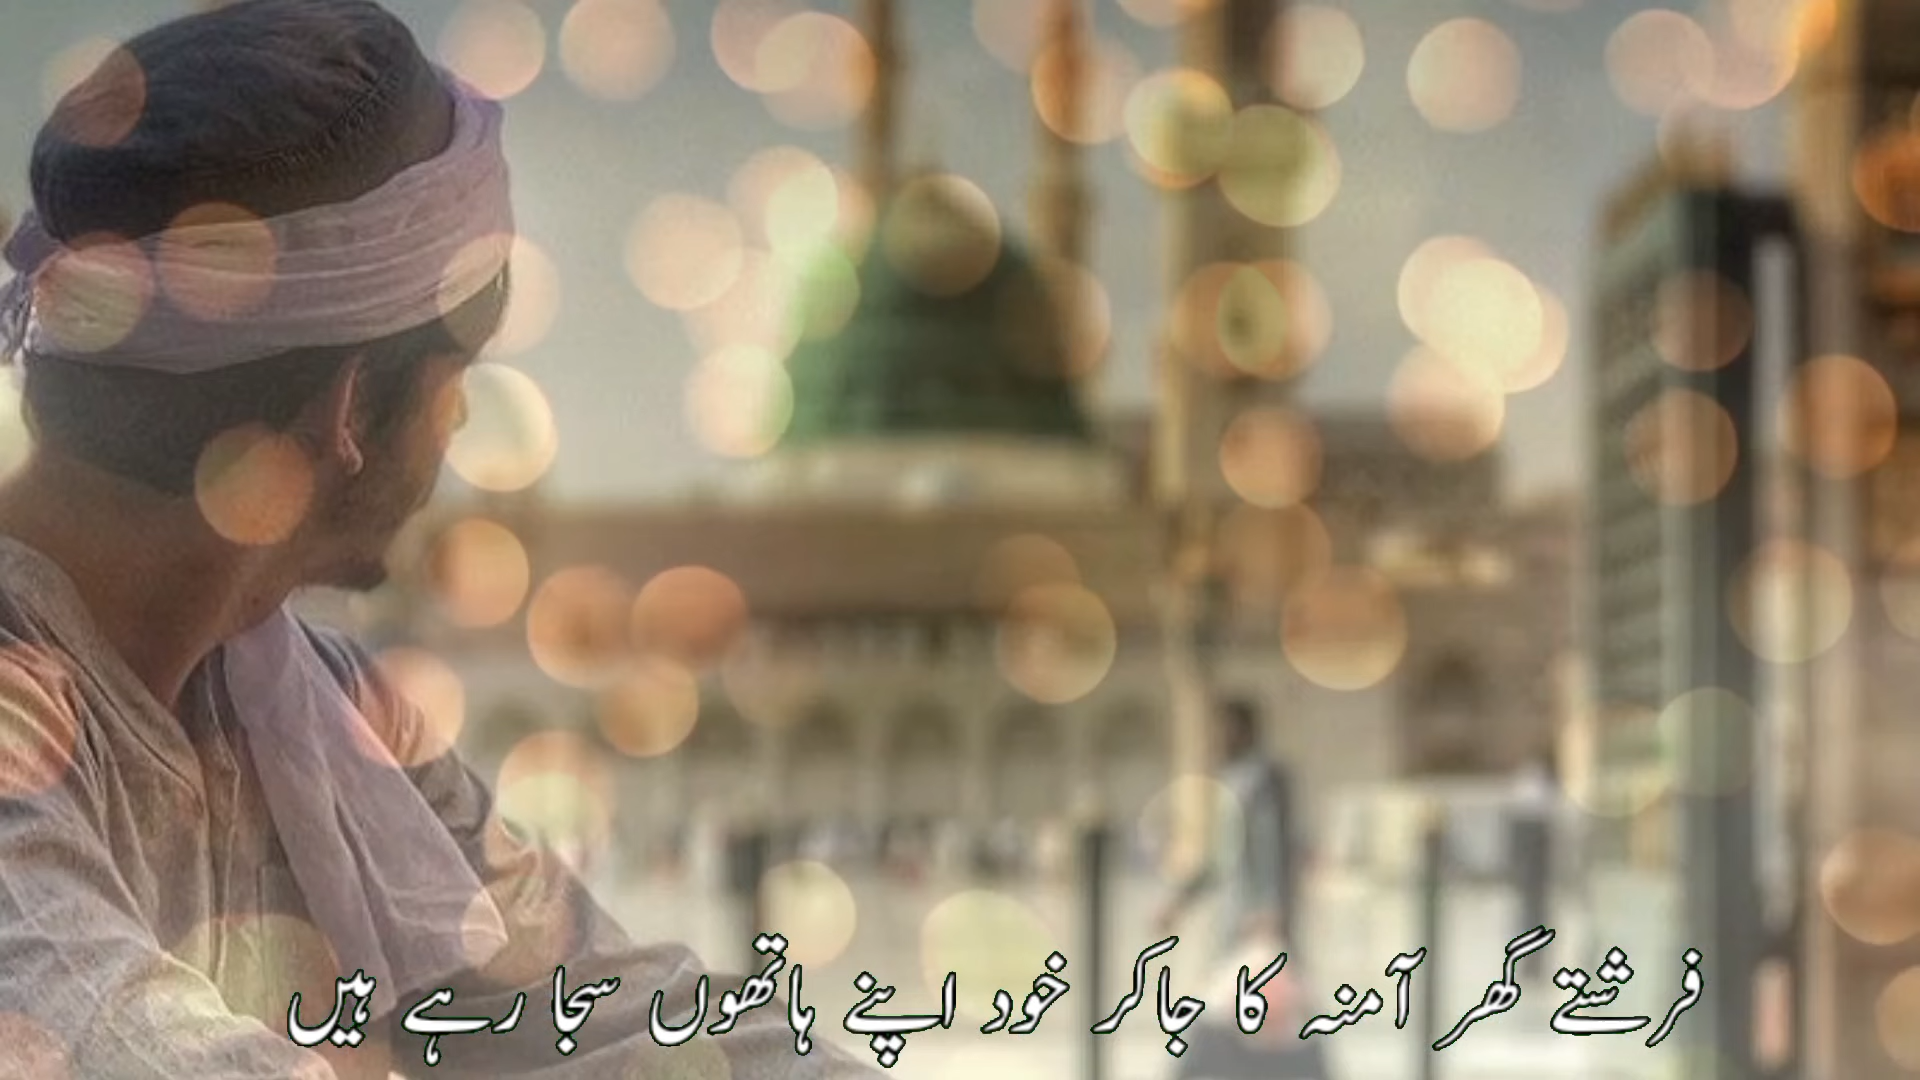 فرشتے گھر آمنہ کا جاکر خود اپنے ہاتھوں سجا رہے ہیں